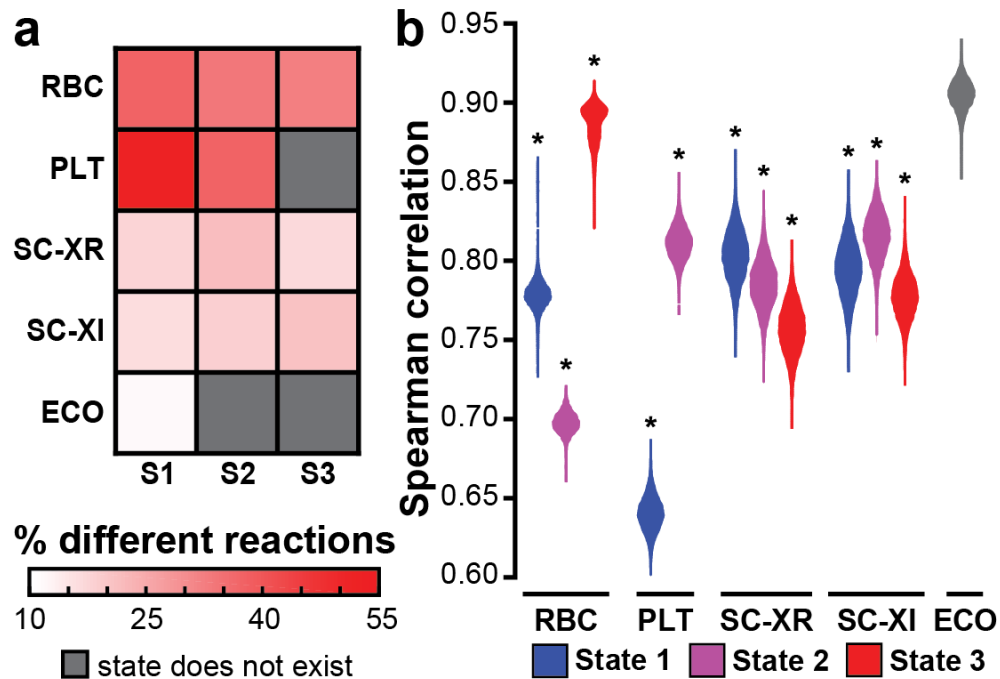 a
RBC
PLT
SC-XR
SC-XI
ECO
S1 S2 S3
% different reactions
10 25 40 55
state does not exist
b
Spearman correlation
0.95
0.90
0.85
0.80
0.75
0.70
0.65
0.60
* * * * * * * * * * *
RBC PLT SC-XR SC-XI ECO
State 1 State 2 State 3